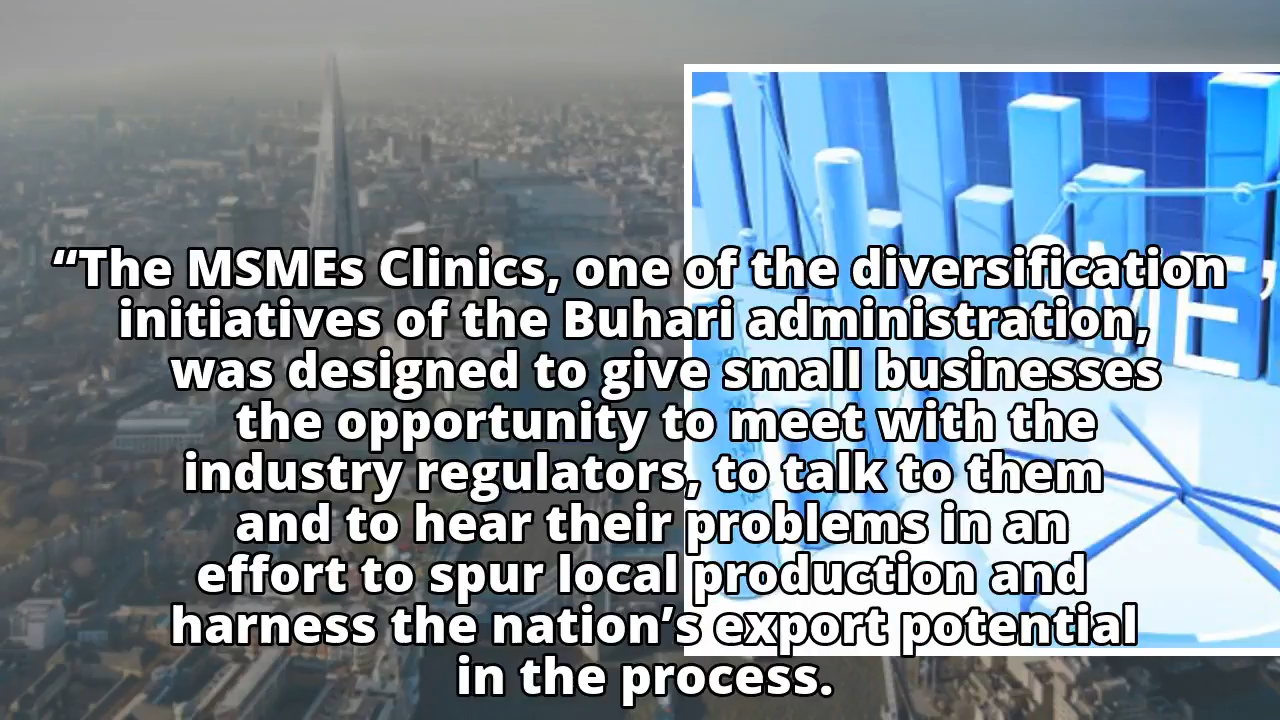 “The MSMEs Clinics, one of the diversification
initiatives of the Buhari administration,
was designed to give small businesses
the opportunity to meet with the
industry regulators, to talk to them
and to hear their problems in an
effort to spur local production and
harness the nation’s export potential
in the process.